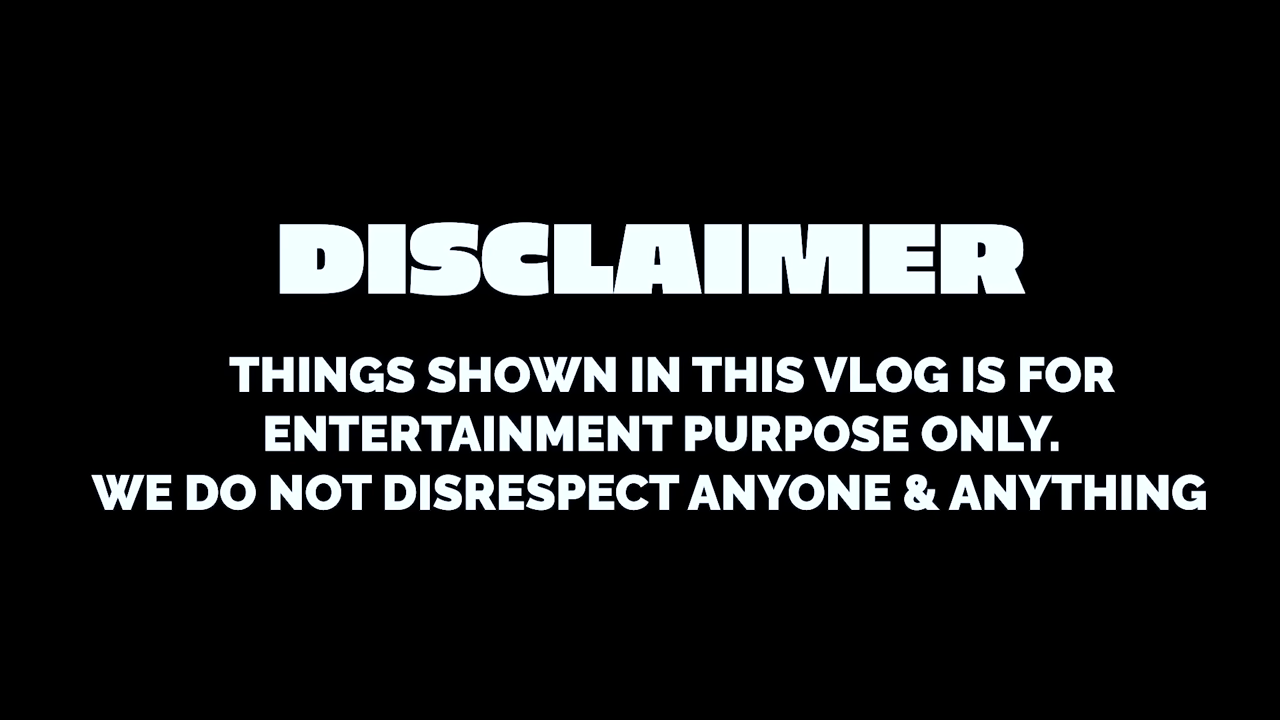 DISCLAIMER
THINGS SHOWN IN THIS VLOG IS FOR
ENTERTAINMENT PURPOSE ONLY.
WE DO NOT DISRESPECT ANYONE & ANYTHING